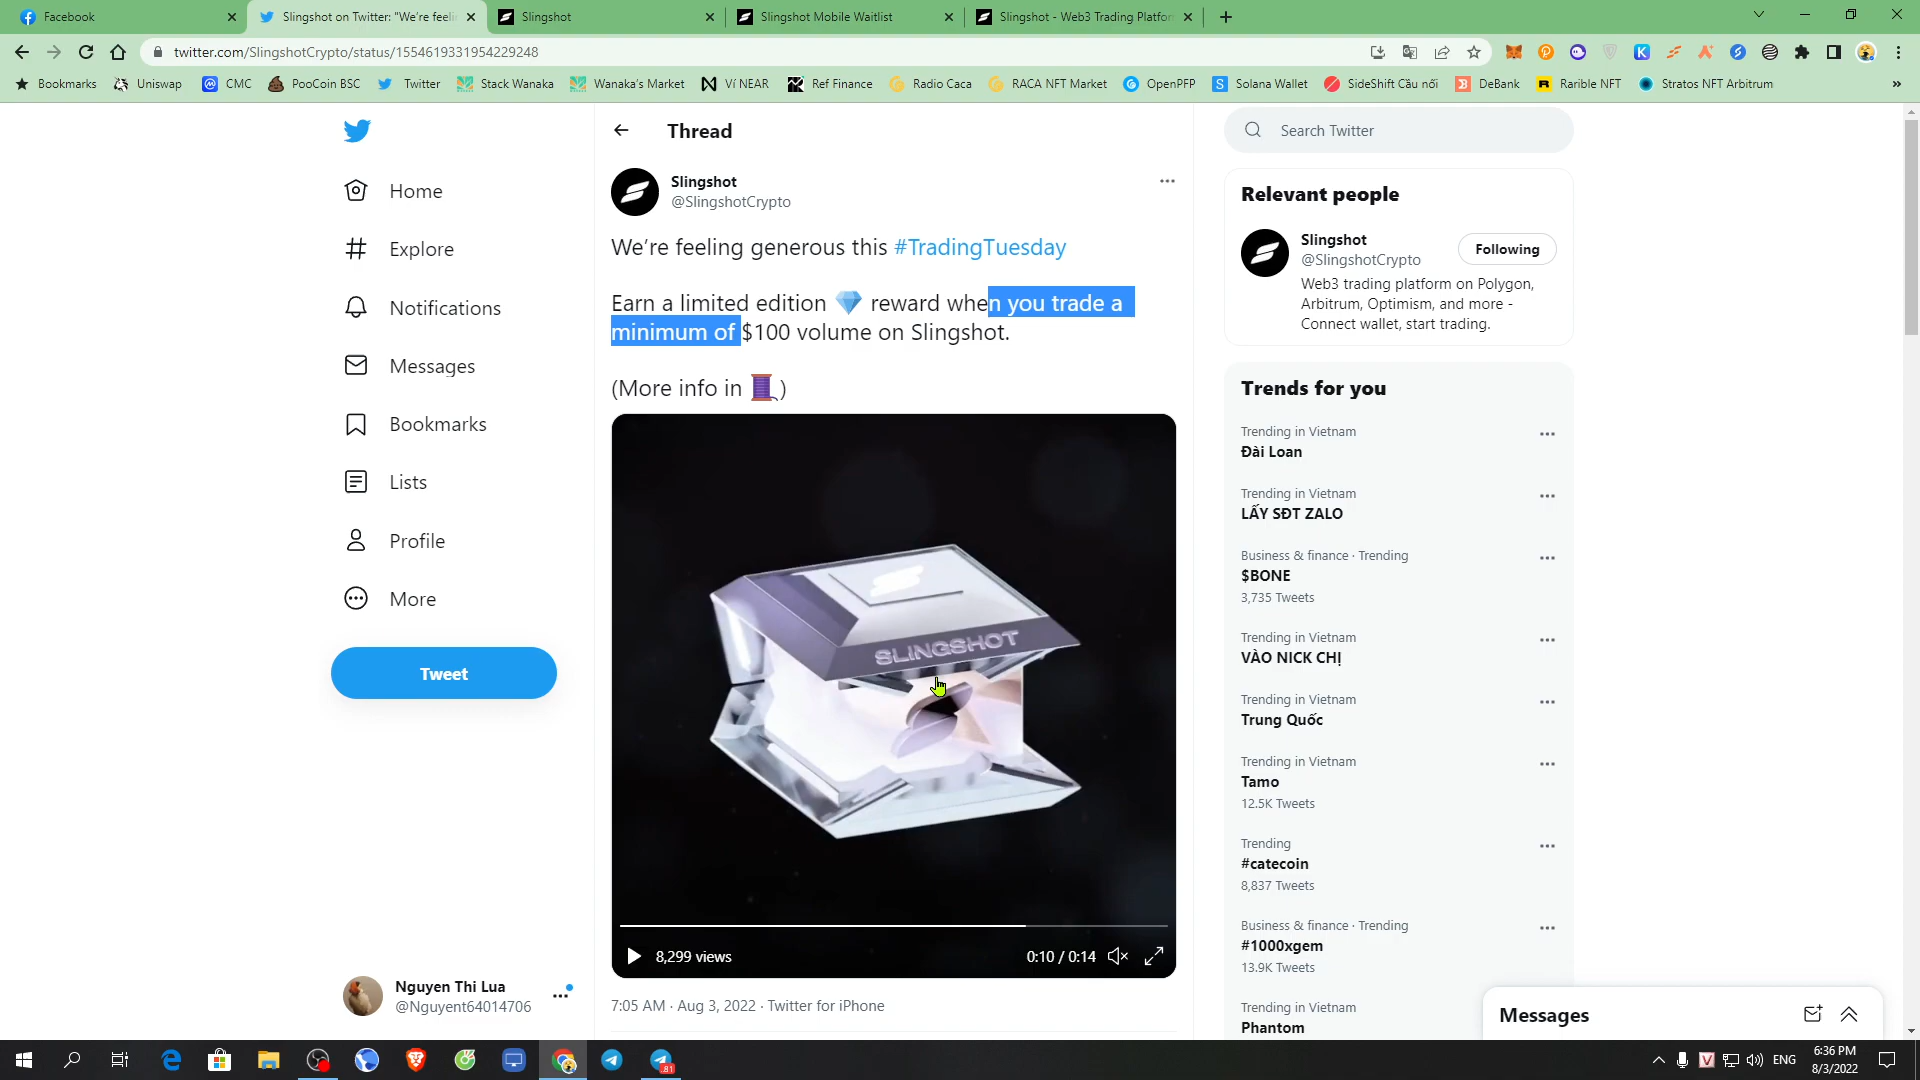 Facebook
Slingshot on Twitter: "We're feeli
Slingshot
Slingshot Mobile Waitlist
Slingshot - Web3 Trading Platfor
twitter.com/SlingshotCrypto/status/1554619331954229248
Bookmarks
Uniswap
CMC
PooCoin BSC
Twitter
Stack Wanaka
Wanaka's Market
Ví NEAR
Ref Finance
Radio Caca
RACA NFT Market
OpenPFP
Solana Wallet
SideShift Cầu nối
DeBank
Rarible NFT
Stratos NFT Arbitrum
Home
Explore
Notifications
Messages
Bookmarks
Lists
Profile
More
Tweet
Nguyen Thi Lua
@Nguyent64014706
Thread
Slingshot
@SlingshotCrypto
We're feeling generous this #TradingTuesday
Earn a limited edition 💎 reward when you trade a
minimum of $100 volume on Slingshot.
(More info in 🧵)
SLINGSHOT
8,299 views
0:10 / 0:14
7:05 AM · Aug 3, 2022 · Twitter for iPhone
Search Twitter
Relevant people
Slingshot
@SlingshotCrypto
Following
Web3 trading platform on Polygon,
Arbitrum, Optimism, and more -
Connect wallet, start trading.
Trends for you
Trending in Vietnam
Đài Loan
Trending in Vietnam
LẤY SĐT ZALO
Business & finance · Trending
$BONE
3,735 Tweets
Trending in Vietnam
VÀO NICK CHỊ
Trending in Vietnam
Trung Quốc
Trending in Vietnam
Tamo
12.5K Tweets
Trending
#catecoin
8,837 Tweets
Business & finance · Trending
#1000xgem
13.9K Tweets
Trending in Vietnam
Phantom
Messages
81
ENG
6:36 PM
8/3/2022